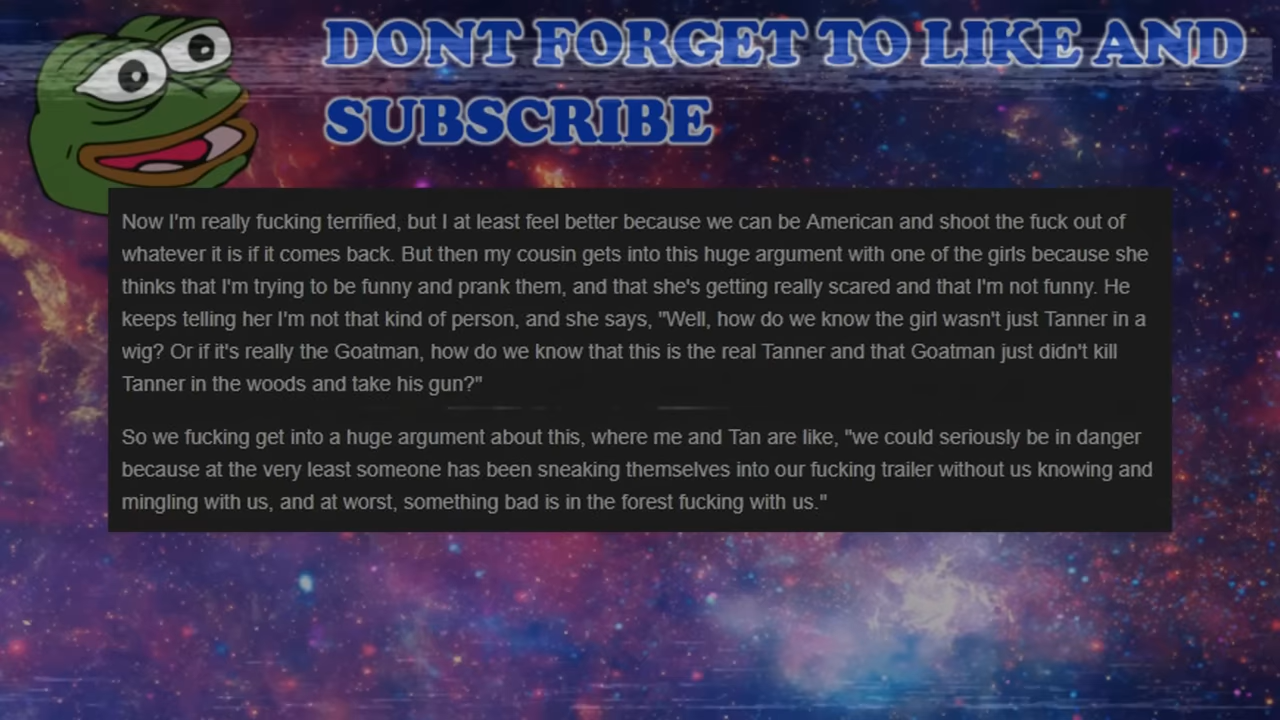 DONT FORGET TO LIKE AND
SUBSCRIBE
Now I'm really fucking terrified, but I at least feel better because we can be American and shoot the fuck out of
whatever it is if it comes back. But then my cousin gets into this huge argument with one of the girls because she
thinks that I'm trying to be funny and prank them, and that she's getting really scared and that I'm not funny. He
keeps telling her I'm not that kind of person, and she says, "Well, how do we know the girl wasn't just Tanner in a
wig? Or if it's really the Goatman, how do we know that this is the real Tanner and that Goatman just didn't kill
Tanner in the woods and take his gun?"
So we fucking get into a huge argument about this, where me and Tan are like, "we could seriously be in danger
because at the very least someone has been sneaking themselves into our fucking trailer without us knowing and
mingling with us, and at worst, something bad is in the forest fucking with us."